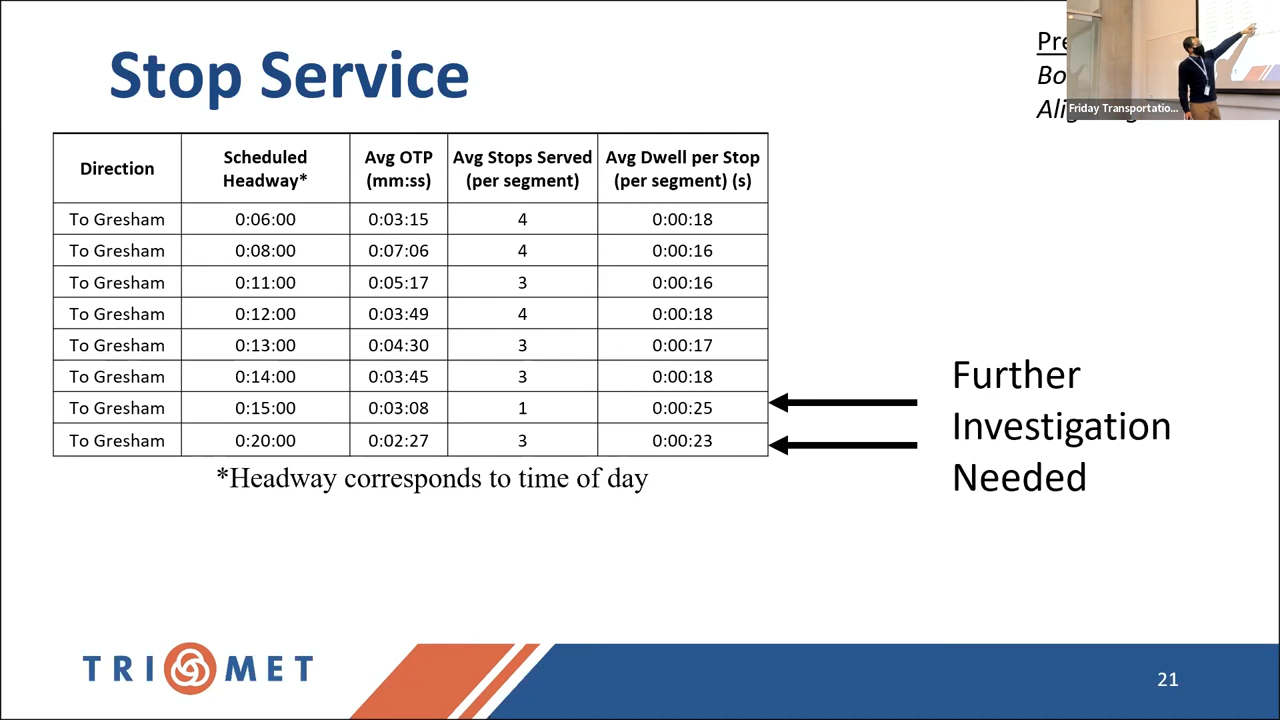 Stop Service
Direction Scheduled Headway* Avg OTP (mm:ss) Avg Stops Served (per segment) Avg Dwell per Stop (per segment) (s)
To Gresham 0:06:00 0:03:15 4 0:00:18
To Gresham 0:08:00 0:07:06 4 0:00:16
To Gresham 0:11:00 0:05:17 3 0:00:16
To Gresham 0:12:00 0:03:49 4 0:00:18
To Gresham 0:13:00 0:04:30 3 0:00:17
To Gresham 0:14:00 0:03:45 3 0:00:18
To Gresham 0:15:00 0:03:08 1 0:00:25
To Gresham 0:20:00 0:02:27 3 0:00:23
*Headway corresponds to time of day
Further
Investigation
Needed
Friday Transportatio...
TRI MET
21